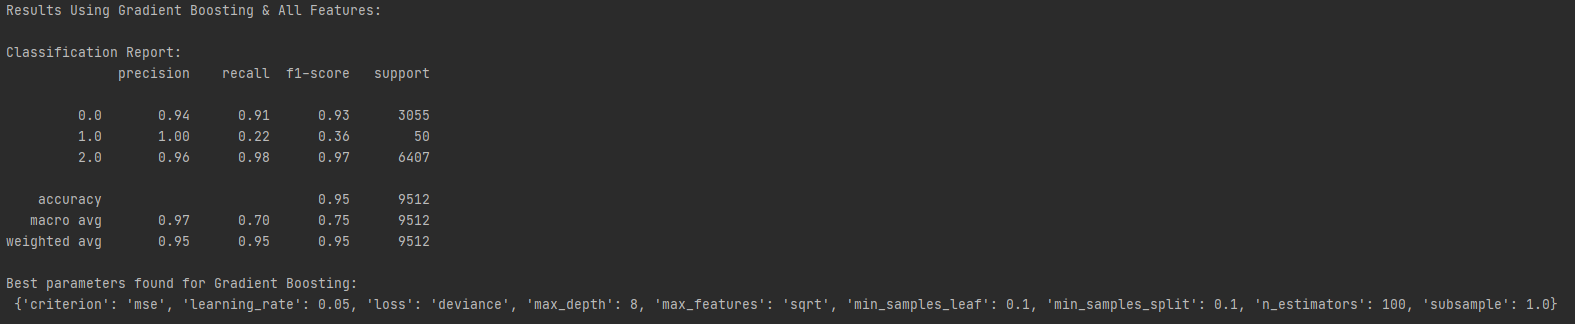 Results Using Gradient Boosting & All Features:
Classification Report:
precision recall f1-score support
0.0 0.94 0.91 0.93 3055
1.0 1.00 0.22 0.36 50
2.0 0.96 0.98 0.97 6407
accuracy 0.95 9512
macro avg 0.97 0.70 0.75 9512
weighted avg 0.95 0.95 0.95 9512
Best parameters found for Gradient Boosting:
{'criterion': 'mse', 'learning_rate': 0.05, 'loss': 'deviance', 'max_depth': 8, 'max_features': 'sqrt', 'min_samples_leaf': 0.1, 'min_samples_split': 0.1, 'n_estimators': 100, 'subsample': 1.0}